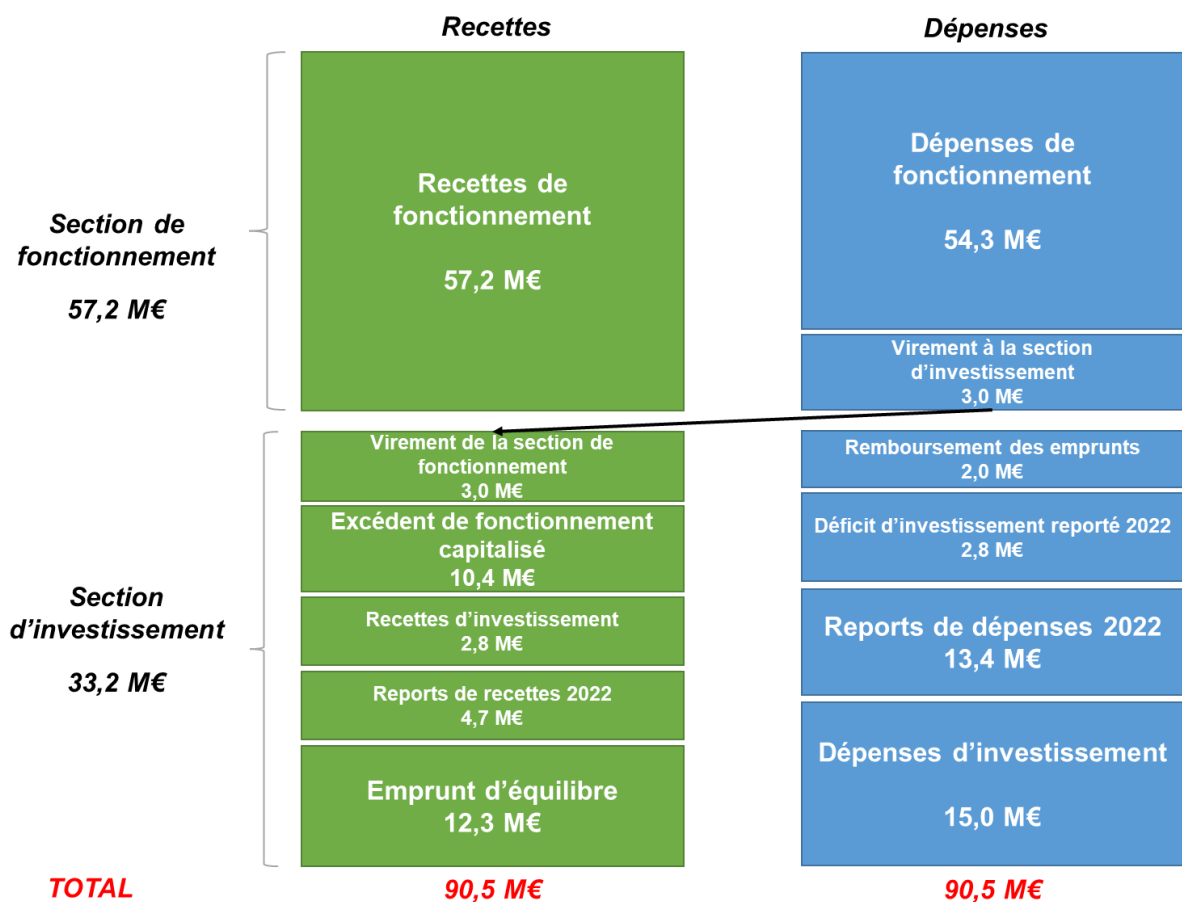 Recettes
Dépenses
Section de
fonctionnement
57,2 M€
Recettes de
fonctionnement
57,2 M€
Dépenses de
fonctionnement
54,3 M€
Virement à la section
d’investissement
3,0 M€
Section
d’investissement
33,2 M€
Virement de la section de
fonctionnement
3,0 M€
Excédent de fonctionnement
capitalisé
10,4 M€
Recettes d’investissement
2,8 M€
Reports de recettes 2022
4,7 M€
Emprunt d’équilibre
12,3 M€
Remboursement des emprunts
2,0 M€
Déficit d’investissement reporté 2022
2,8 M€
Reports de dépenses 2022
13,4 M€
Dépenses d’investissement
15,0 M€
TOTAL
90,5 M€
90,5 M€